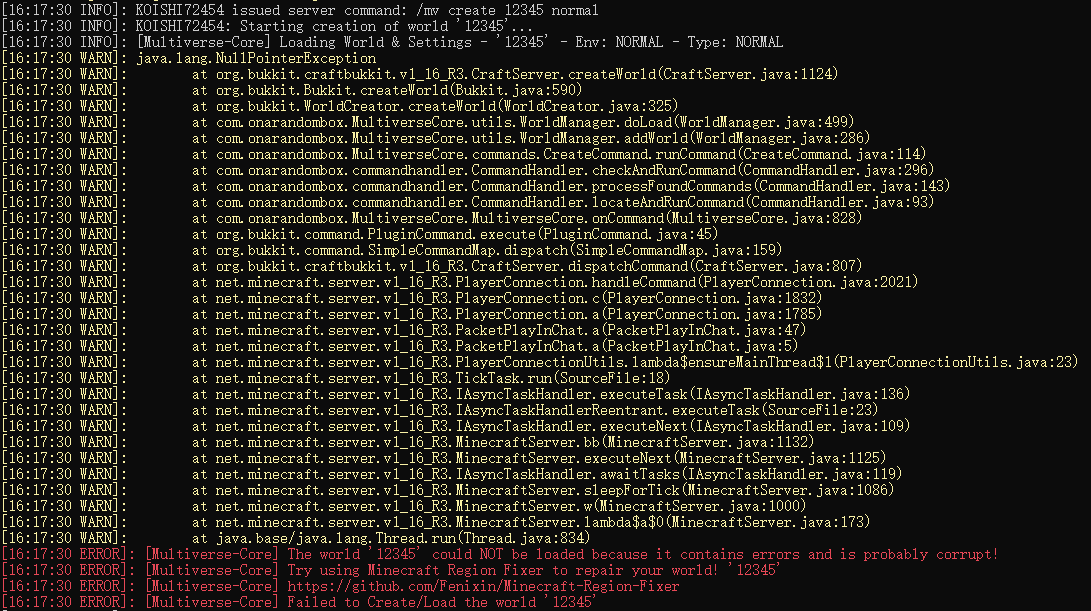 [16:17:30 INFO]: KOISHI72454 issued server command: /mv create 12345 normal
[16:17:30 INFO]: KOISHI72454: Starting creation of world '12345'...
[16:17:30 INFO]: [Multiverse-Core] Loading World & Settings - '12345' - Env: NORMAL - Type: NORMAL
[16:17:30 WARN]: java.lang.NullPointerException
[16:17:30 WARN]: at org.bukkit.craftbukkit.v1_16_R3.CraftServer.createWorld(CraftServer.java:1124)
[16:17:30 WARN]: at org.bukkit.Bukkit.createWorld(Bukkit.java:590)
[16:17:30 WARN]: at org.bukkit.WorldCreator.createWorld(WorldCreator.java:325)
[16:17:30 WARN]: at com.onarandombox.MultiverseCore.utils.WorldManager.doLoad(WorldManager.java:499)
[16:17:30 WARN]: at com.onarandombox.MultiverseCore.utils.WorldManager.addWorld(WorldManager.java:286)
[16:17:30 WARN]: at com.onarandombox.MultiverseCore.commands.CreateCommand.runCommand(CreateCommand.java:114)
[16:17:30 WARN]: at com.onarandombox.commandhandler.CommandHandler.checkAndRunCommand(CommandHandler.java:296)
[16:17:30 WARN]: at com.onarandombox.commandhandler.CommandHandler.processFoundCommands(CommandHandler.java:143)
[16:17:30 WARN]: at com.onarandombox.commandhandler.CommandHandler.locateAndRunCommand(CommandHandler.java:93)
[16:17:30 WARN]: at com.onarandombox.MultiverseCore.MultiverseCore.onCommand(MultiverseCore.java:828)
[16:17:30 WARN]: at org.bukkit.command.PluginCommand.execute(PluginCommand.java:45)
[16:17:30 WARN]: at org.bukkit.command.SimpleCommandMap.dispatch(SimpleCommandMap.java:159)
[16:17:30 WARN]: at org.bukkit.craftbukkit.v1_16_R3.CraftServer.dispatchCommand(CraftServer.java:807)
[16:17:30 WARN]: at net.minecraft.server.v1_16_R3.PlayerConnection.handleCommand(PlayerConnection.java:2021)
[16:17:30 WARN]: at net.minecraft.server.v1_16_R3.PlayerConnection.c(PlayerConnection.java:1832)
[16:17:30 WARN]: at net.minecraft.server.v1_16_R3.PlayerConnection.a(PlayerConnection.java:1785)
[16:17:30 WARN]: at net.minecraft.server.v1_16_R3.PacketPlayInChat.a(PacketPlayInChat.java:47)
[16:17:30 WARN]: at net.minecraft.server.v1_16_R3.PacketPlayInChat.a(PacketPlayInChat.java:5)
[16:17:30 WARN]: at net.minecraft.server.v1_16_R3.PlayerConnectionUtils.lambda$ensureMainThread$1(PlayerConnectionUtils.java:23)
[16:17:30 WARN]: at net.minecraft.server.v1_16_R3.TickTask.run(SourceFile:18)
[16:17:30 WARN]: at net.minecraft.server.v1_16_R3.IAsyncTaskHandler.executeTask(IAsyncTaskHandler.java:136)
[16:17:30 WARN]: at net.minecraft.server.v1_16_R3.IAsyncTaskHandlerReentrant.executeTask(SourceFile:23)
[16:17:30 WARN]: at net.minecraft.server.v1_16_R3.IAsyncTaskHandler.executeNext(IAsyncTaskHandler.java:109)
[16:17:30 WARN]: at net.minecraft.server.v1_16_R3.MinecraftServer.bb(MinecraftServer.java:1132)
[16:17:30 WARN]: at net.minecraft.server.v1_16_R3.MinecraftServer.executeNext(MinecraftServer.java:1125)
[16:17:30 WARN]: at net.minecraft.server.v1_16_R3.IAsyncTaskHandler.awaitTasks(IAsyncTaskHandler.java:119)
[16:17:30 WARN]: at net.minecraft.server.v1_16_R3.MinecraftServer.sleepForTick(MinecraftServer.java:1086)
[16:17:30 WARN]: at net.minecraft.server.v1_16_R3.MinecraftServer.w(MinecraftServer.java:1000)
[16:17:30 WARN]: at net.minecraft.server.v1_16_R3.MinecraftServer.lambda$a$0(MinecraftServer.java:173)
[16:17:30 WARN]: at java.base/java.lang.Thread.run(Thread.java:834)
[16:17:30 ERROR]: [Multiverse-Core] The world '12345' could NOT be loaded because it contains errors and is probably corrupt!
[16:17:30 ERROR]: [Multiverse-Core] Try using Minecraft Region Fixer to repair your world! '12345'
[16:17:30 ERROR]: [Multiverse-Core] https://github.com/Fenixin/Minecraft-Region-Fixer
[16:17:30 ERROR]: [Multiverse-Core] Failed to Create/Load the world '12345'